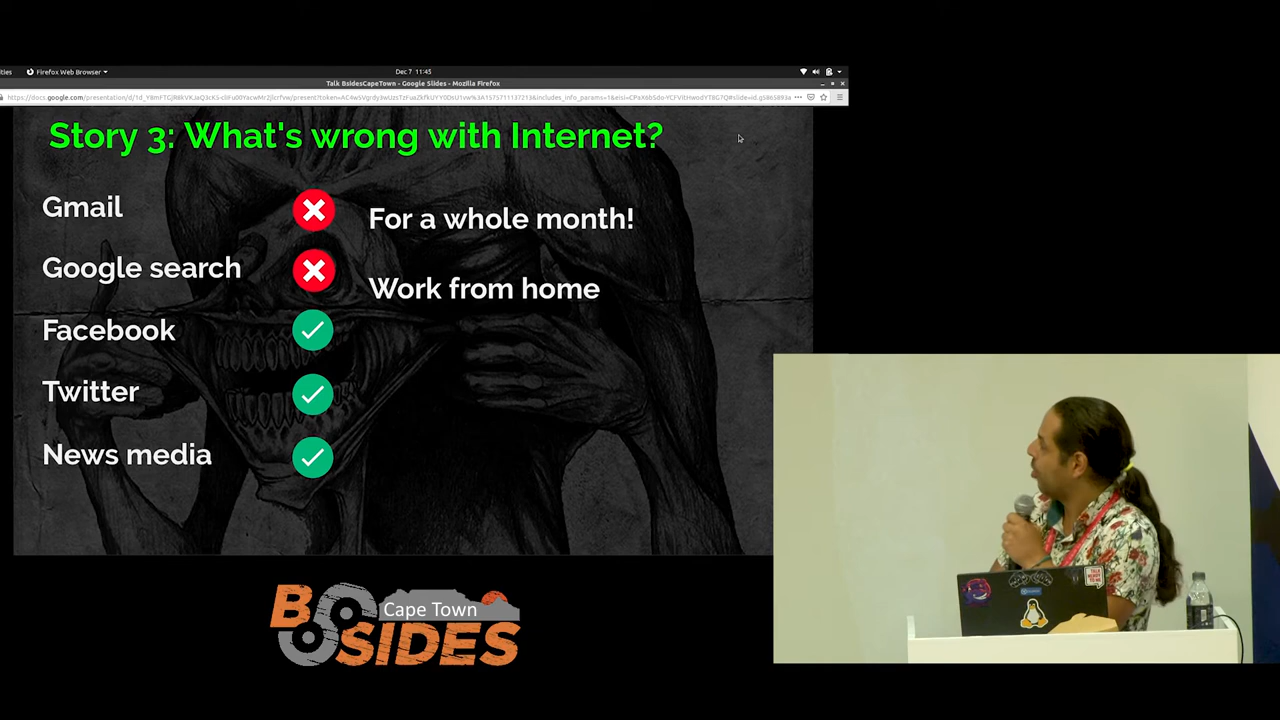 Firefox Web Browser
Dec 7 11:45
Talk BsidesCapeTown - Google Slides - Mozilla Firefox
Story 3: What's wrong with Internet?
Gmail
For a whole month!
Google search
Work from home
Facebook
Twitter
News media
Cape Town
BSIDES